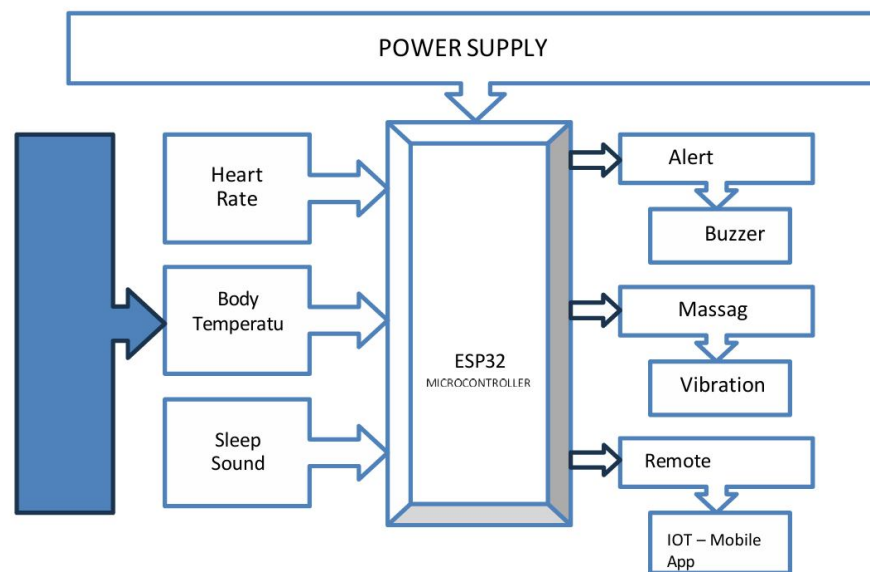 POWER SUPPLY
Heart
Rate
Body
Temperatu
Sleep
Sound
ESP32
MICROCONTROLLER
Alert
Buzzer
Massag
Vibration
Remote
IOT – Mobile
App